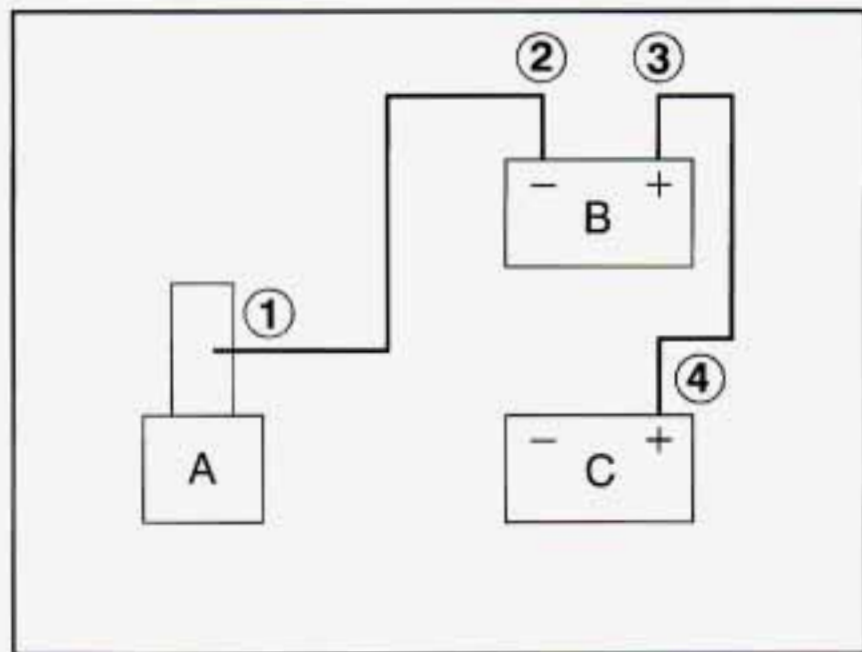 ② ③
− +
B
①
④
− +
A C